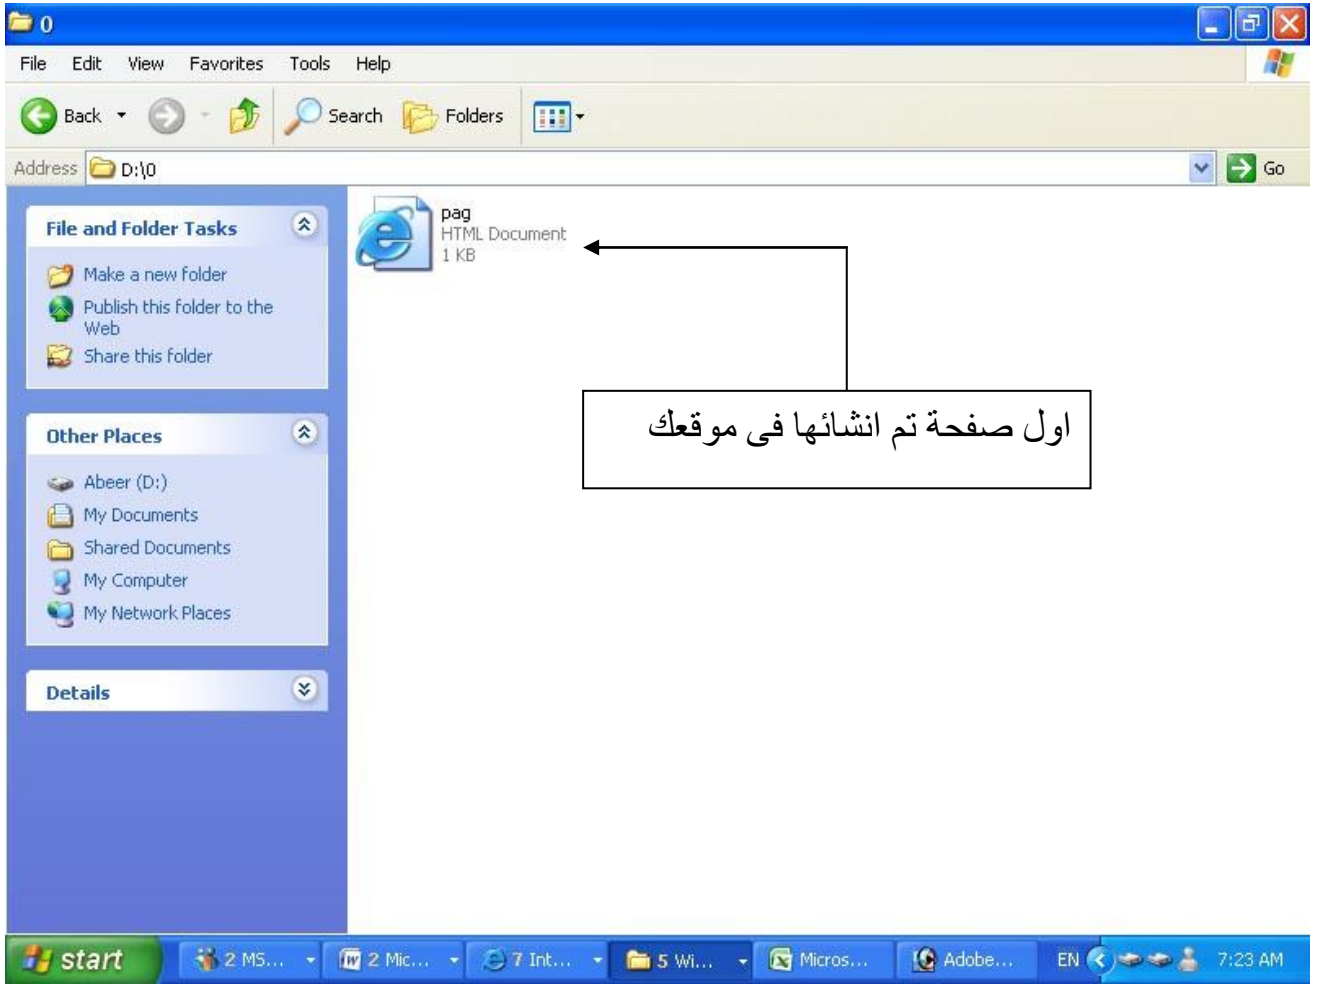 0
File Edit View Favorites Tools Help
Back Search Folders
Address D:\0 Go
File and Folder Tasks
Make a new folder
Publish this folder to the
Web
Share this folder
Other Places
Abeer (D:)
My Documents
Shared Documents
My Computer
My Network Places
Details
pag
HTML Document
1 KB
اول صفحة تم انشائها فى موقعك
start 2 MS... 2 Mic... 7 Int... 5 Wi... Micros... Adobe... EN 7:23 AM